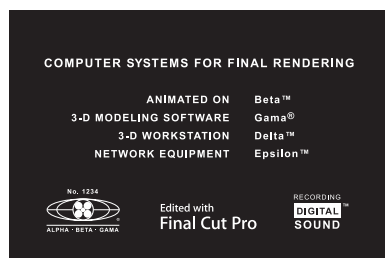 COMPUTER SYSTEMS FOR FINAL RENDERING
ANIMATED ON Beta™
3-D MODELING SOFTWARE Gama®
3-D WORKSTATION Delta™
NETWORK EQUIPMENT Epsilon™
No. 1234
ALPHA · BETA · GAMA
®
Edited with
Final Cut Pro
RECORDING
DIGITAL™
SOUND